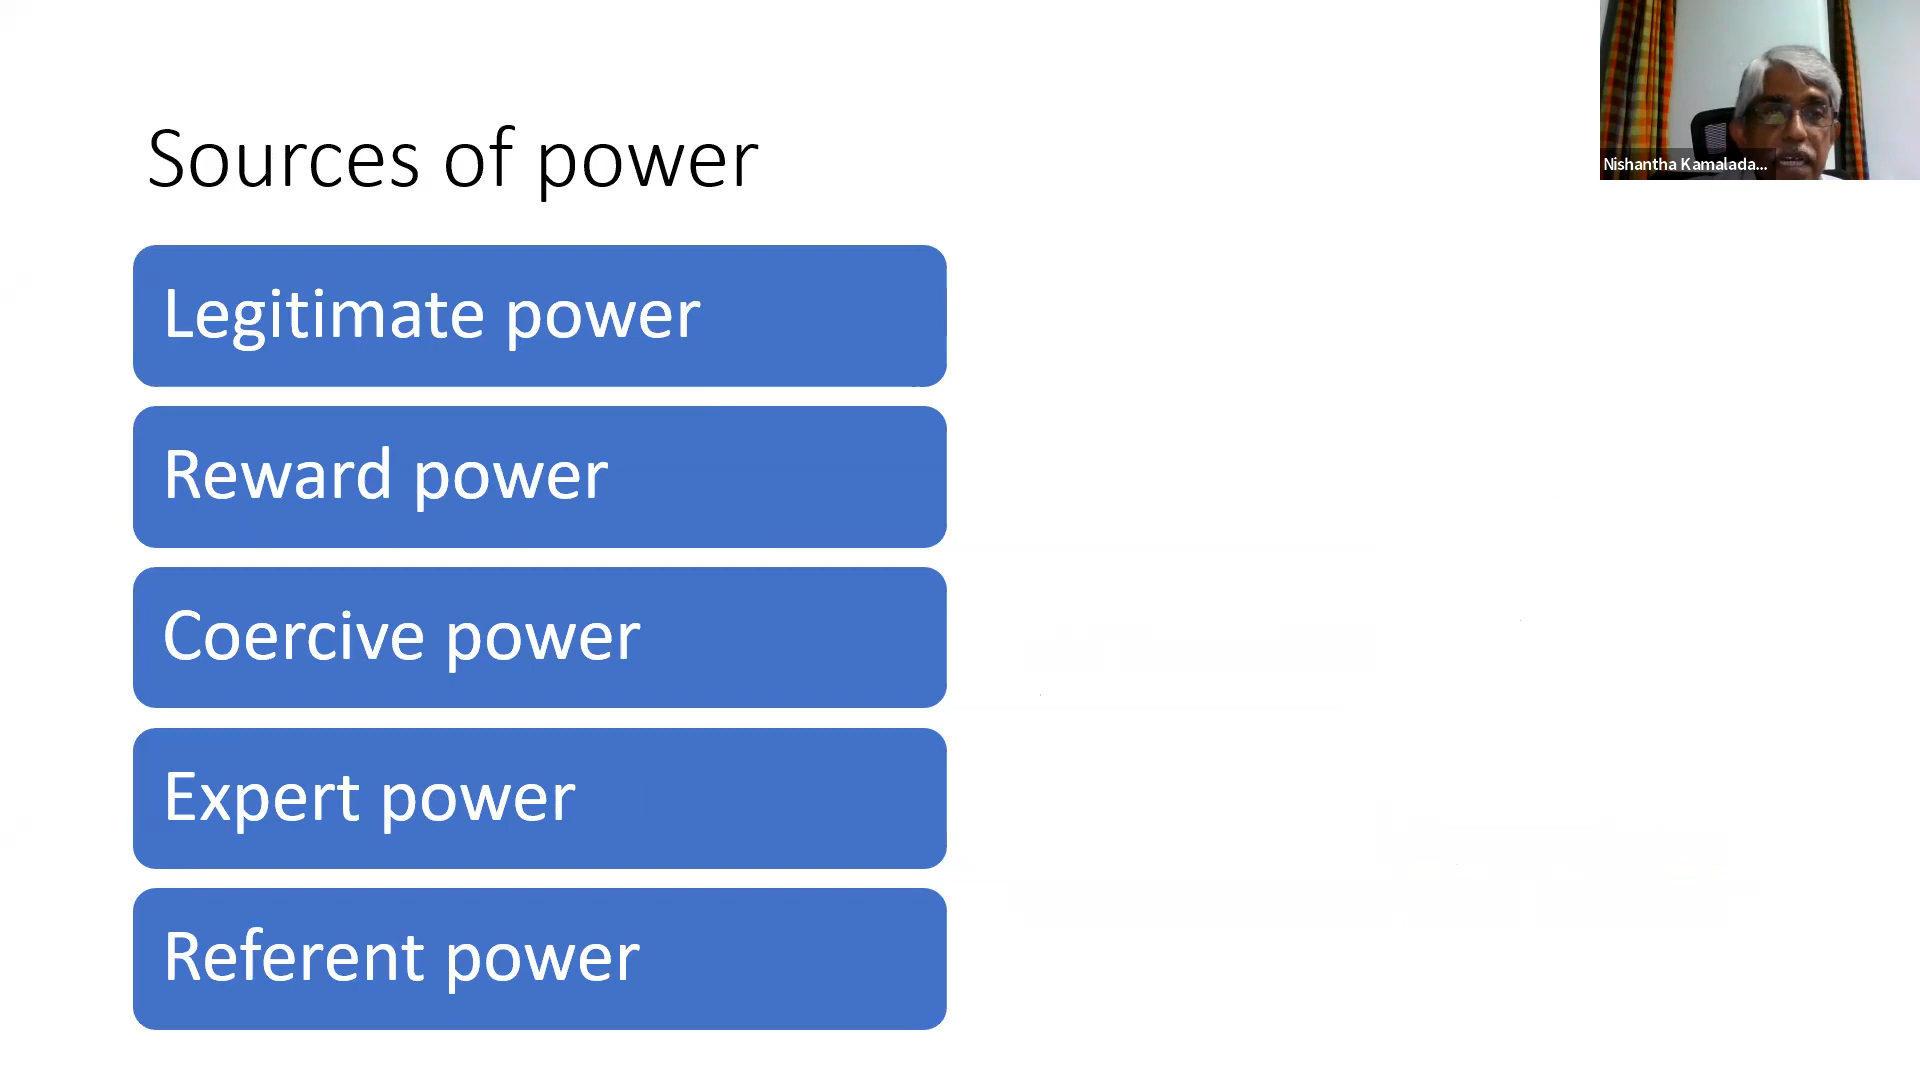 Sources of power
Nishantha Kamalada...
Legitimate power
Reward power
Coercive power
Expert power
Referent power